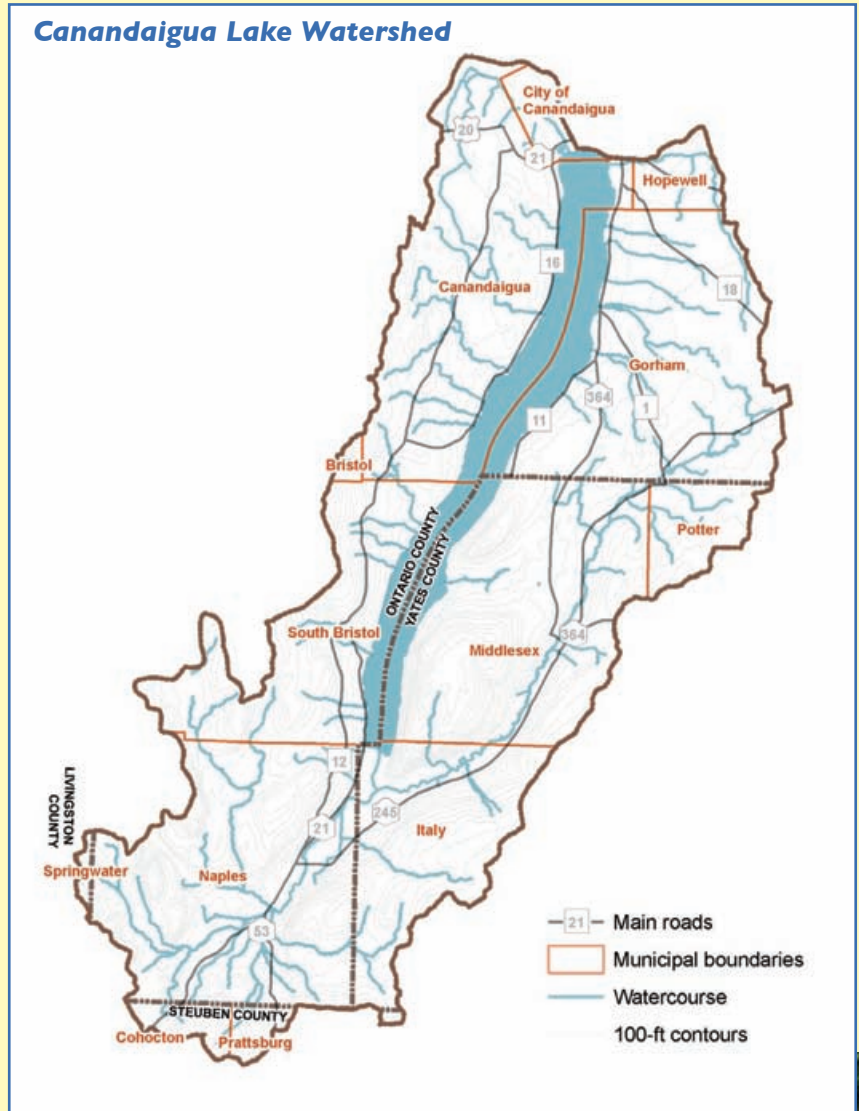 Canandaigua Lake Watershed
City of
Canandaigua
20
21
Hopewell
16
18
Canandaigua
Gorham
364
1
11
Bristol
ONTARIO COUNTY
YATES COUNTY
Potter
South Bristol
364
Middlesex
12
LIVINGSTON
COUNTY
245
21
Italy
Springwater
Naples
53
21 Main roads
Municipal boundaries
Watercourse
100-ft contours
STEUBEN COUNTY
Cohocton
Prattsburg